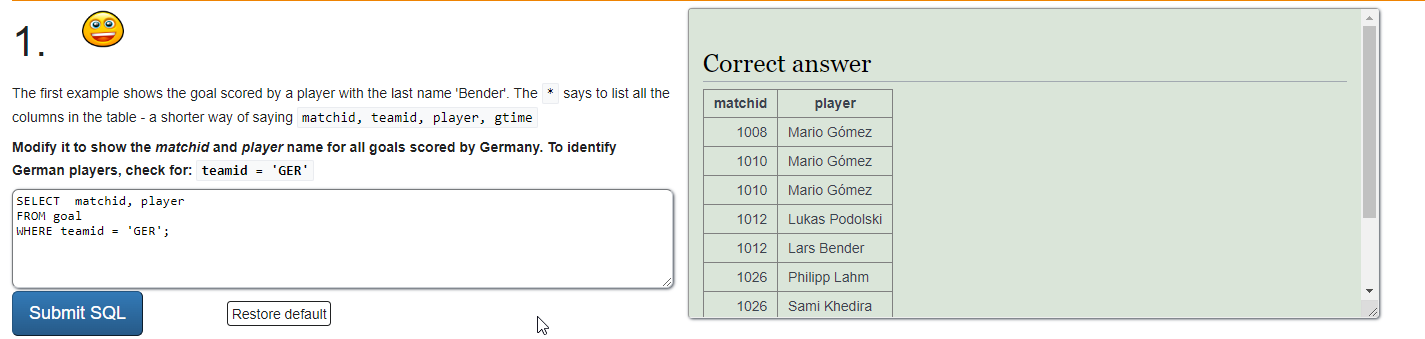 1.
The first example shows the goal scored by a player with the last name 'Bender'. The * says to list all the
columns in the table - a shorter way of saying matchid, teamid, player, gtime
Modify it to show the matchid and player name for all goals scored by Germany. To identify
German players, check for: teamid = 'GER'
SELECT  matchid, player
FROM goal
WHERE teamid = 'GER';
Submit SQL
Restore default
Correct answer
matchid player
1008 Mario Gómez
1010 Mario Gómez
1010 Mario Gómez
1012 Lukas Podolski
1012 Lars Bender
1026 Philipp Lahm
1026 Sami Khedira